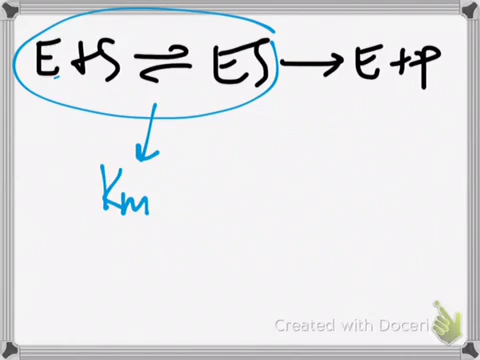 E + S ⇌ ES → E + P
Km
Created with Doceri